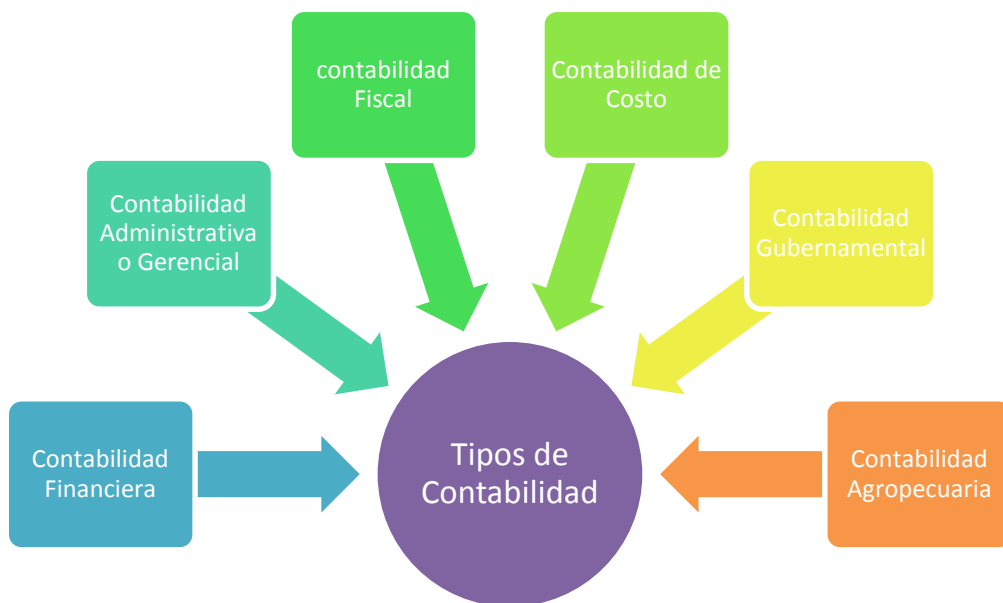 contabilidad
Fiscal
Contabilidad de
Costo
Contabilidad
Administrativa
o Gerencial
Contabilidad
Gubernamental
Contabilidad
Financiera
Tipos de
Contabilidad
Contabilidad
Agropecuaria